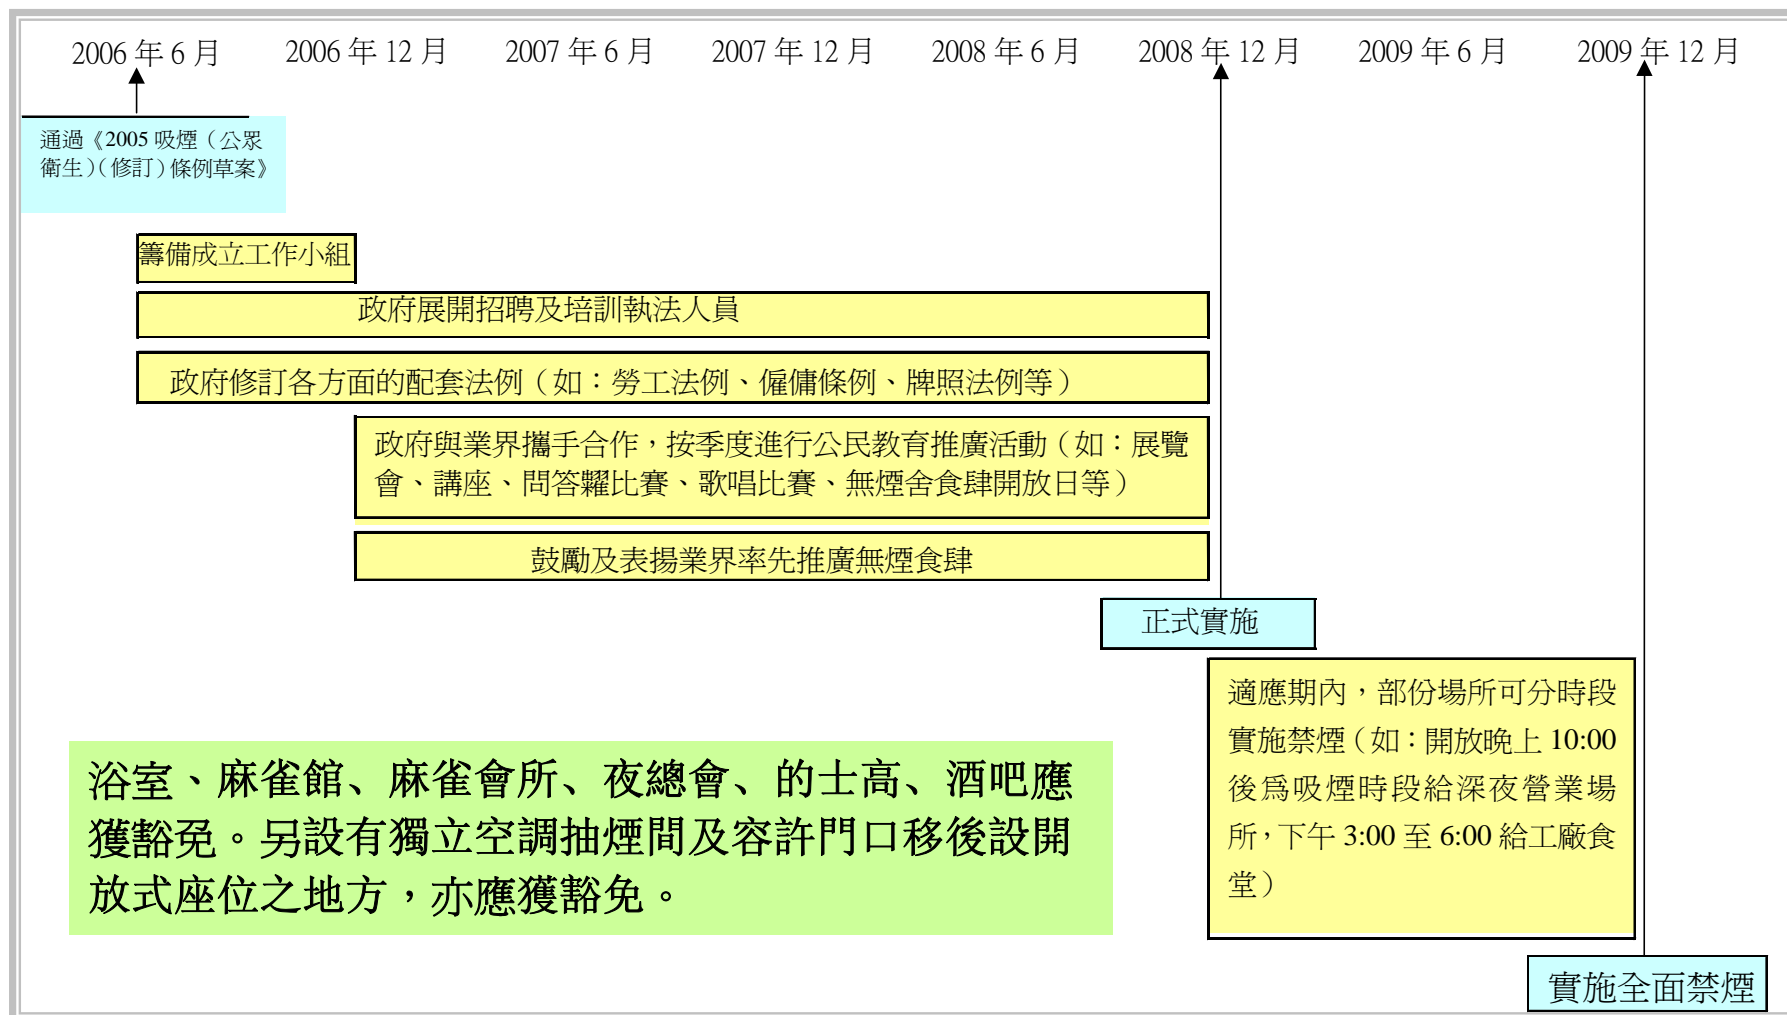 2006 年 6 月 2006 年 12 月 2007 年 6 月 2007 年 12 月 2008 年 6 月 2008 年 12 月 2009 年 6 月 2009 年 12 月
通過《2005 吸煙（公眾
衛生）（修訂）條例草案》
籌備成立工作小組
政府展開招聘及培訓執法人員
政府修訂各方面的配套法例（如：勞工法例、僱傭條例、牌照法例等）
政府與業界攜手合作，按季度進行公民教育推廣活動（如：展覽
會、講座、問答糶比賽、歌唱比賽、無煙舍食肆開放日等）
鼓勵及表揚業界率先推廣無煙食肆
正式實施
適應期內，部份場所可分時段
實施禁煙（如：開放晚上 10:00
後爲吸煙時段給深夜營業場
所，下午 3:00 至 6:00 給工廠食
堂）
浴室、麻雀館、麻雀會所、夜總會、的士高、酒吧應
獲豁免。另設有獨立空調抽煙間及容許門口移後設開
放式座位之地方，亦應獲豁免。
實施全面禁煙